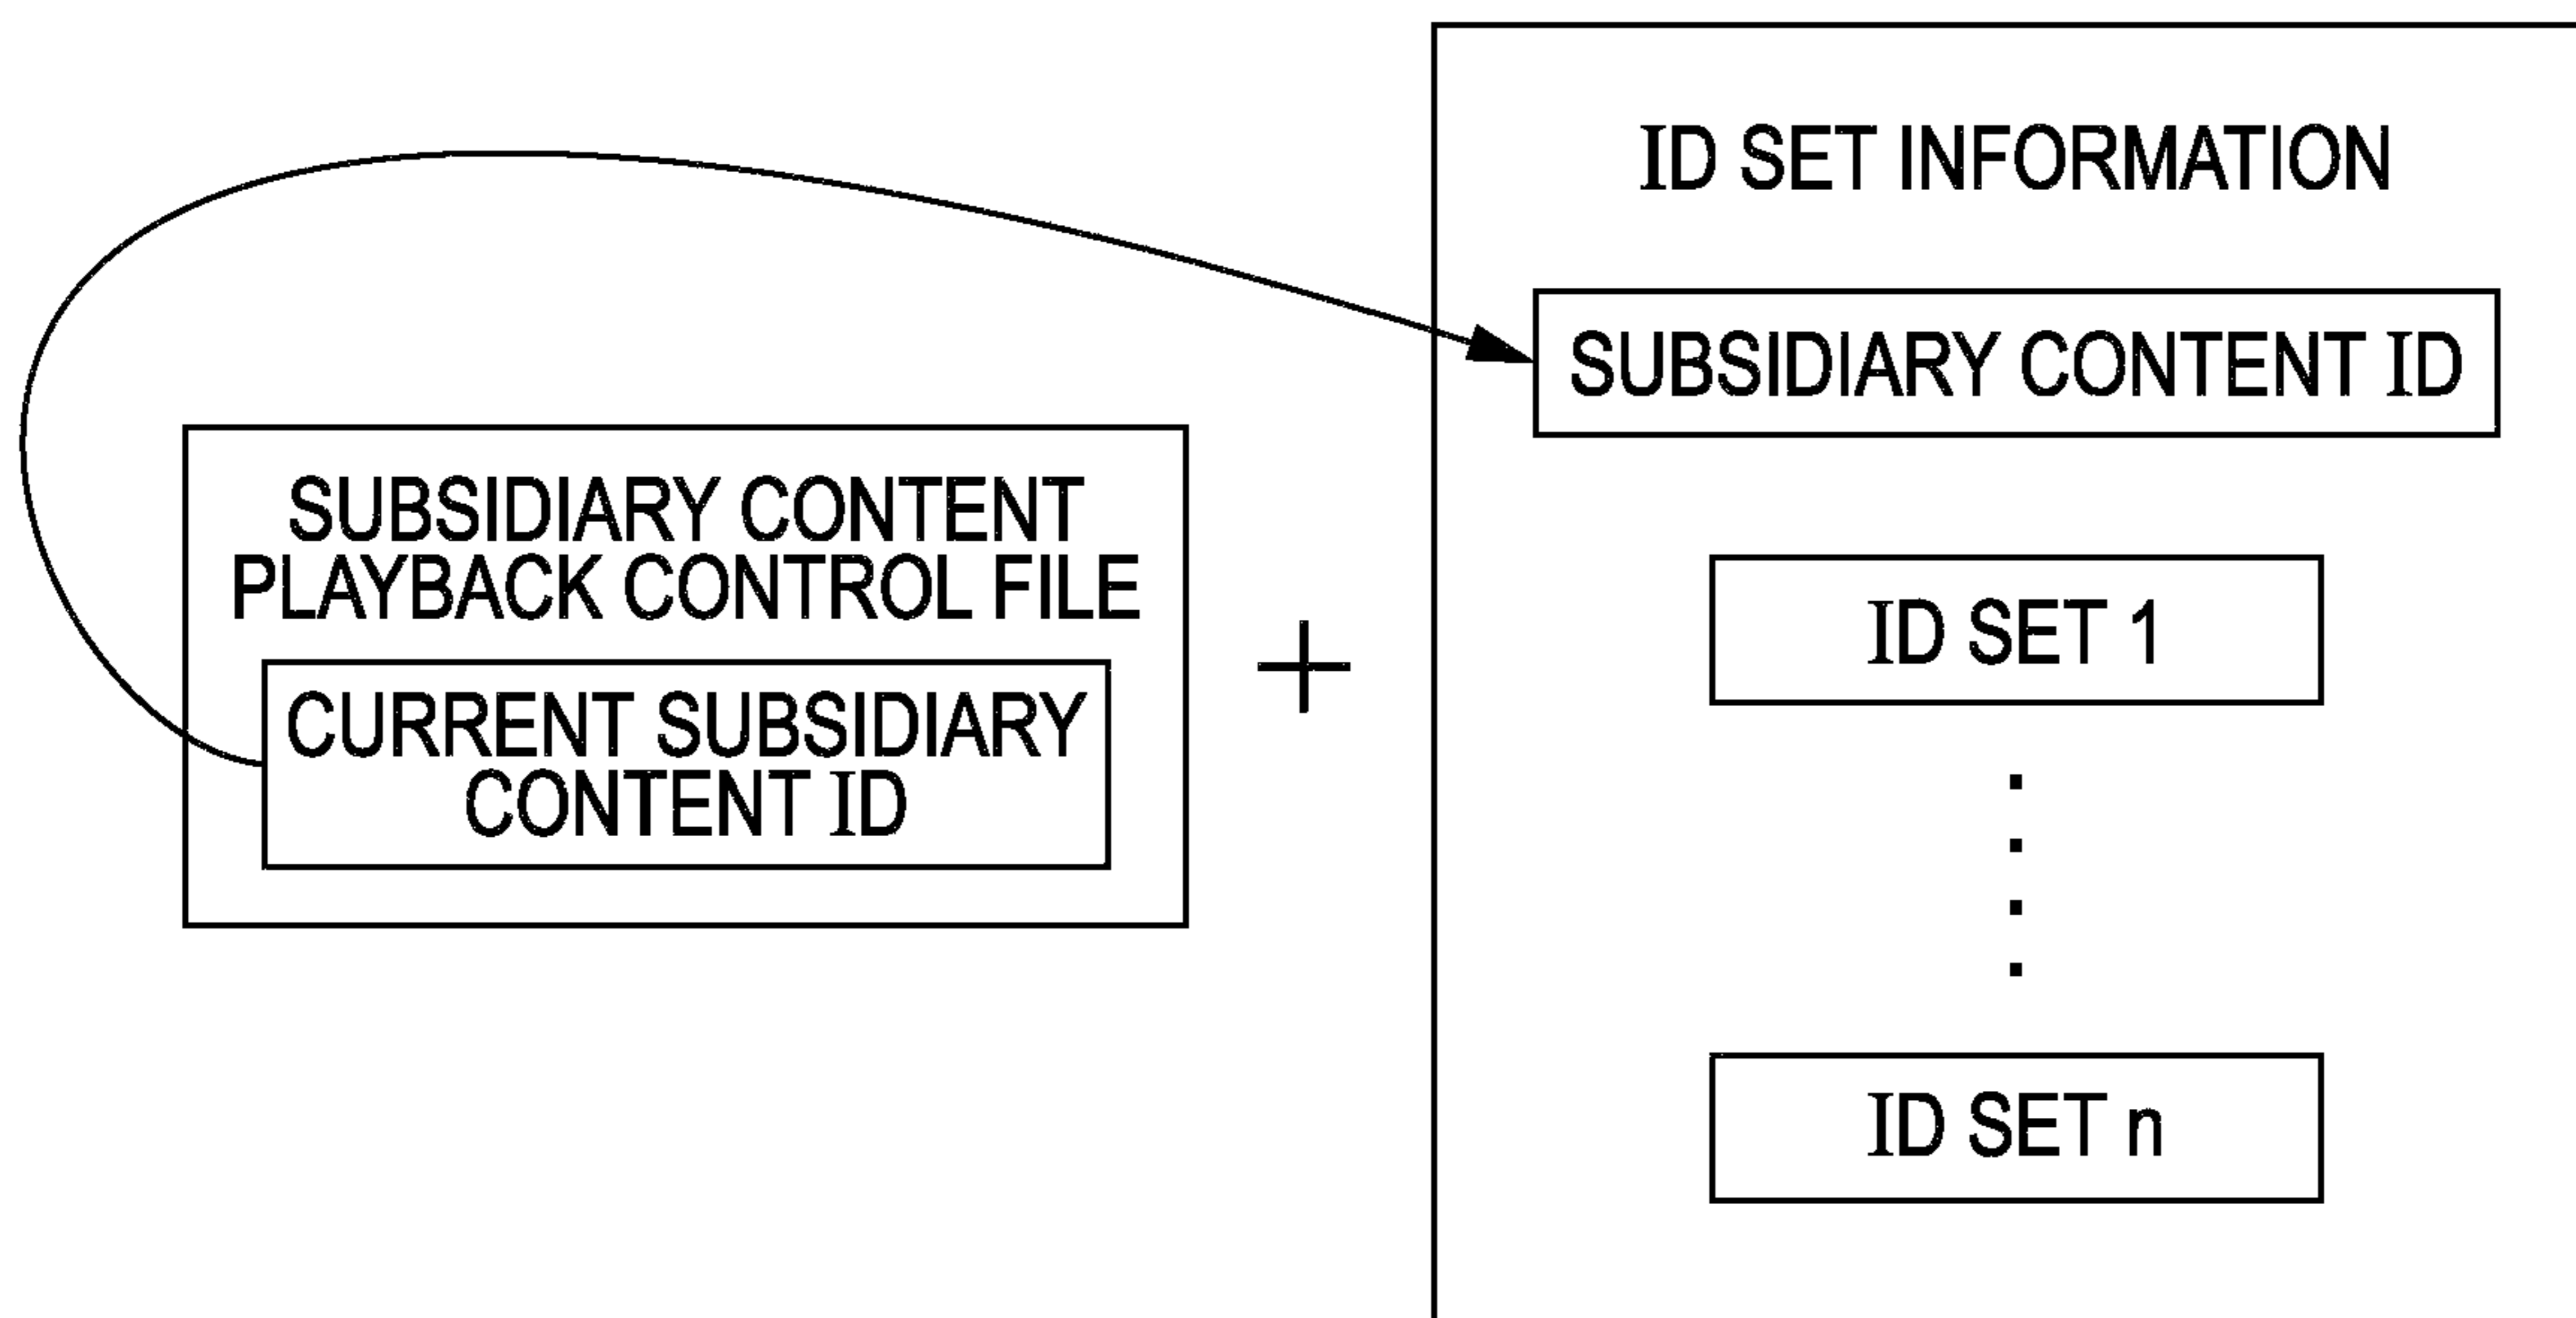 SUBSIDIARY CONTENT
PLAYBACK CONTROL FILE
CURRENT SUBSIDIARY
CONTENT ID
+
ID SET INFORMATION
SUBSIDIARY CONTENT ID
ID SET 1
ID SET n